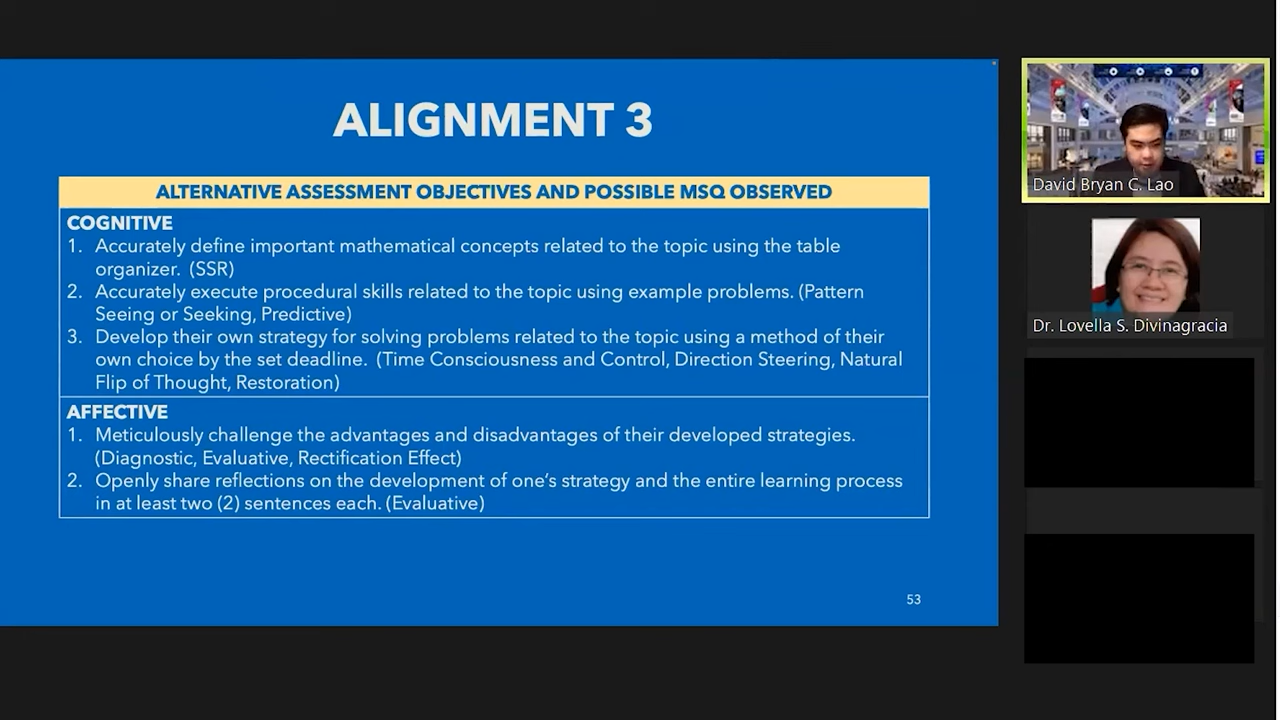 ALIGNMENT 3
ALTERNATIVE ASSESSMENT OBJECTIVES AND POSSIBLE MSQ OBSERVED
COGNITIVE
1. Accurately define important mathematical concepts related to the topic using the table
organizer. (SSR)
2. Accurately execute procedural skills related to the topic using example problems. (Pattern
Seeing or Seeking, Predictive)
3. Develop their own strategy for solving problems related to the topic using a method of their
own choice by the set deadline. (Time Consciousness and Control, Direction Steering, Natural
Flip of Thought, Restoration)
AFFECTIVE
1. Meticulously challenge the advantages and disadvantages of their developed strategies.
(Diagnostic, Evaluative, Rectification Effect)
2. Openly share reflections on the development of one's strategy and the entire learning process
in at least two (2) sentences each. (Evaluative)
53
David Bryan C. Lao
Dr. Lovella S. Divinagracia